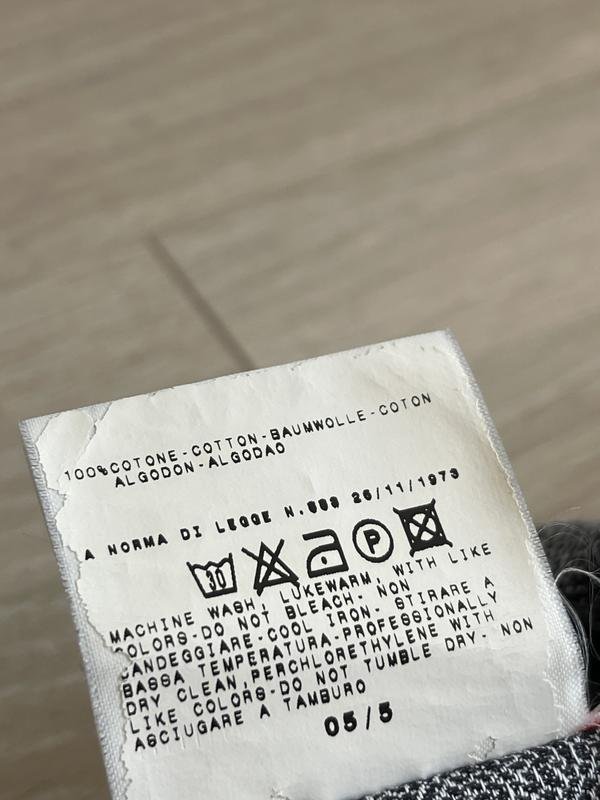 100%COTONE-COTTON-BAUMWOLLE-COTON
ALGODON-ALGODAO
A NORMA DI LEGGE N.883 26/11/1973
30 P
MACHINE WASH, LUKEWARM, WITH LIKE
COLORS-DO NOT BLEACH- NON
CANDEGGIARE-COOL IRON- STIRARE A
BASSA TEMPERATURA-PROFESSIONALLY
DRY CLEAN,PERCHLORETHYLENE WITH
LIKE COLORS-DO NOT TUMBLE DRY- NON
ASCIUGARE A TAMBURO
05/5